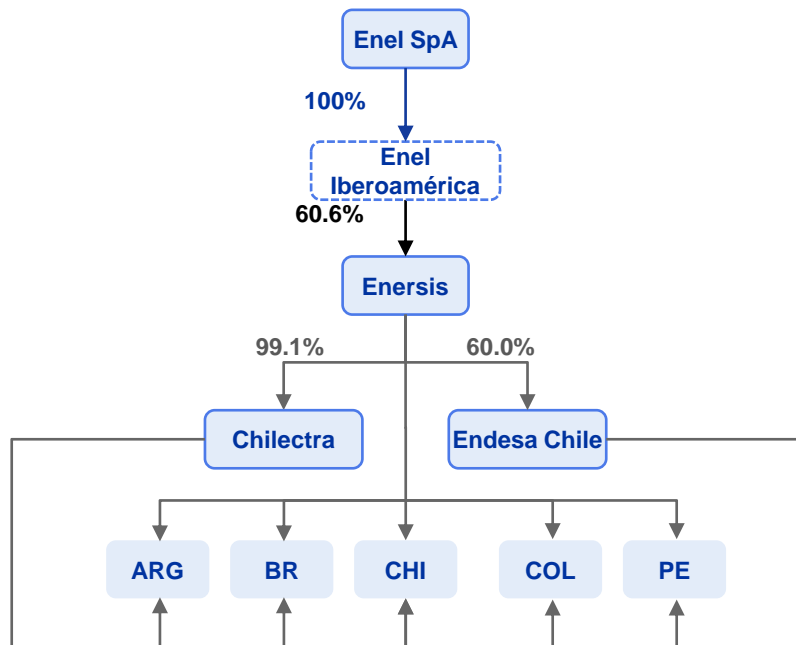 Enel SpA
100%
Enel
Iberoamérica
60.6%
Enersis
99.1%
60.0%
Chilectra
Endesa Chile
ARG
BR
CHI
COL
PE